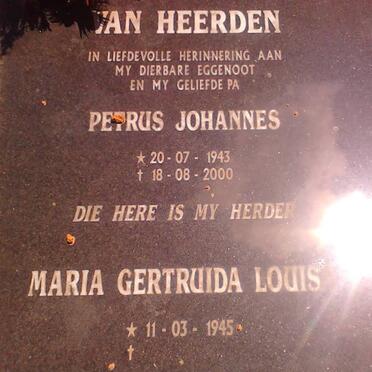 VAN HEERDEN
IN LIEFDEVOLLE HERINNERING AAN
MY DIERBARE EGGENOOT
EN MY GELIEFDE PA
PETRUS JOHANNES
★ 20 - 07 - 1943
† 18 - 08 - 2000
DIE HERE IS MY HERDER
MARIA GERTRUIDA
★ 11 - 03 - 1945
†